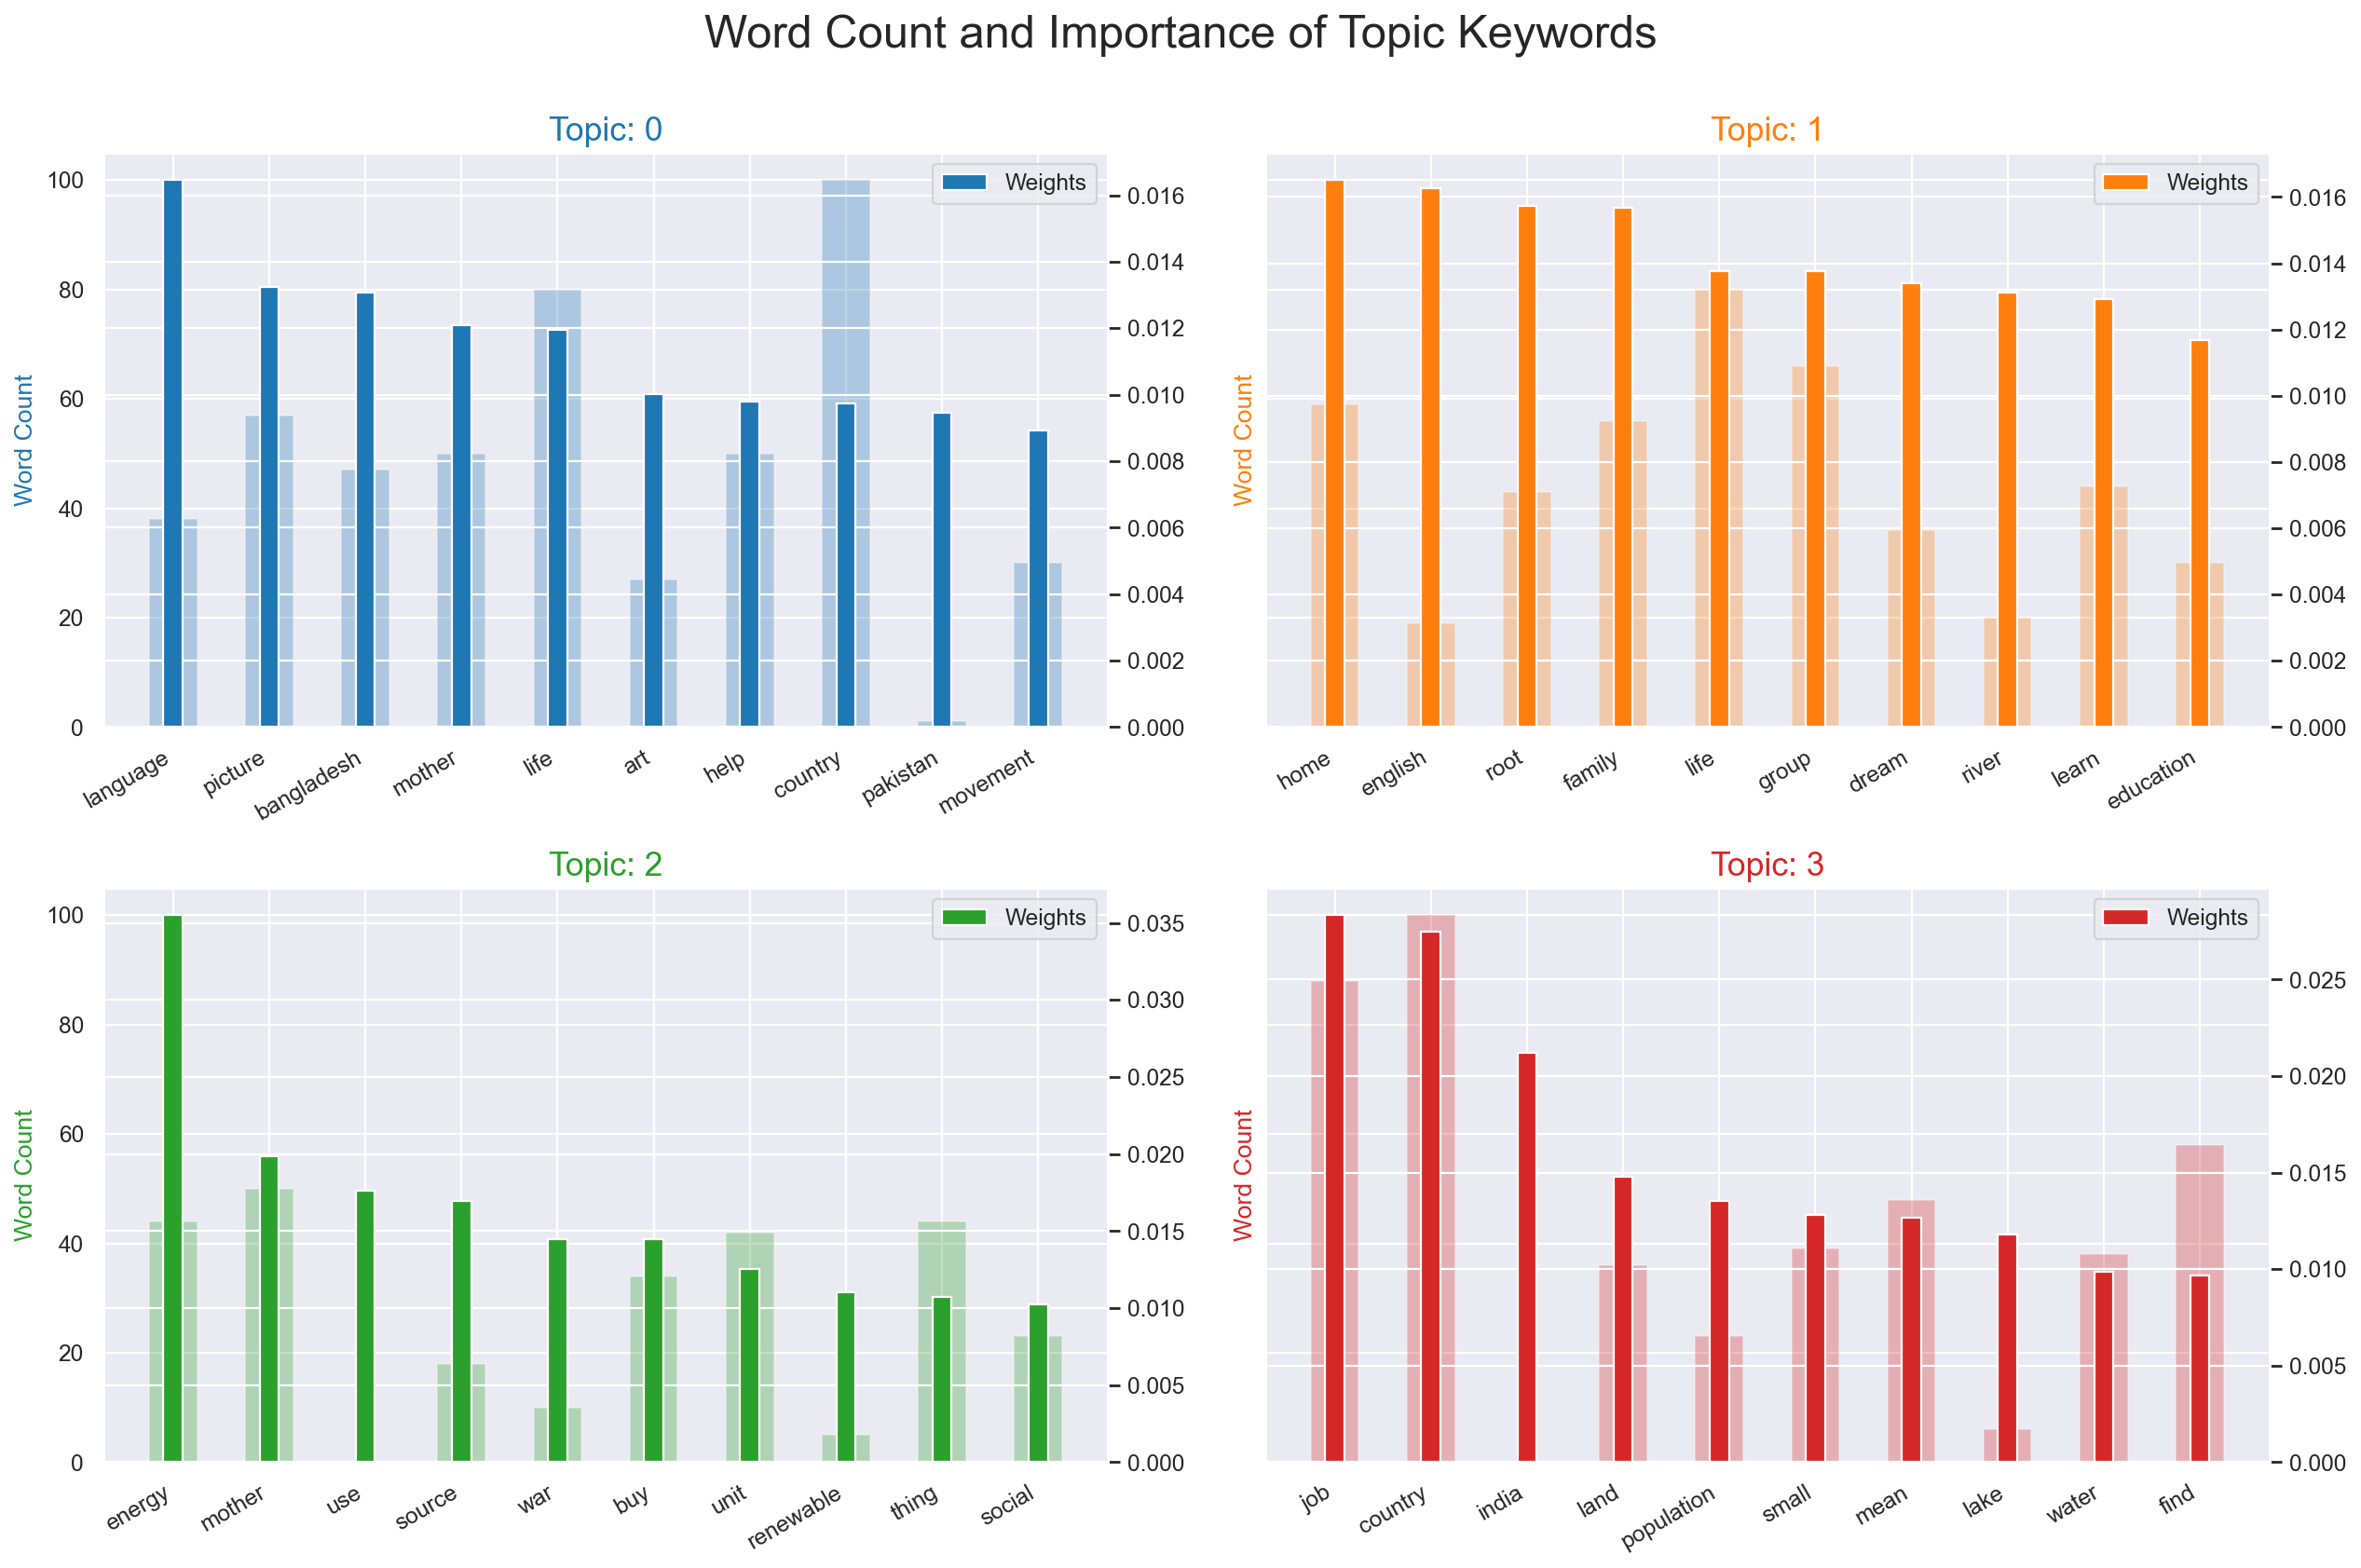 Word Count and Importance of Topic Keywords
Topic: 0
Weights
Word Count
100
80
60
40
20
0
0.016
0.014
0.012
0.010
0.008
0.006
0.004
0.002
0.000
language
picture
bangladesh
mother
life
art
help
country
pakistan
movement
Topic: 1
Weights
Word Count
0.016
0.014
0.012
0.010
0.008
0.006
0.004
0.002
0.000
home
english
root
family
life
group
dream
river
learn
education
Topic: 2
Weights
Word Count
100
80
60
40
20
0
0.035
0.030
0.025
0.020
0.015
0.010
0.005
0.000
energy
mother
use
source
war
buy
unit
renewable
thing
social
Topic: 3
Weights
Word Count
0.025
0.020
0.015
0.010
0.005
0.000
job
country
india
land
population
small
mean
lake
water
find